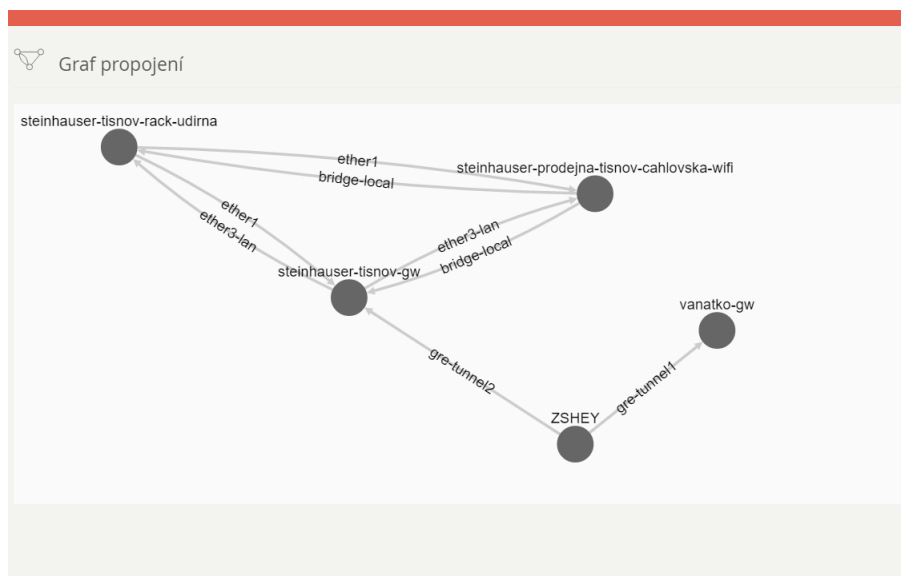 Graf propojení
steinhauser-tisnov-rack-udirna
ether1
steinhauser-prodejna-tisnov-cahlovska-wifi
bridge-local
ether1
ether3-lan
ether3-lan
bridge-local
steinhauser-tisnov-gw
vanatko-gw
gre-tunnel2
gre-tunnel1
ZSHEY